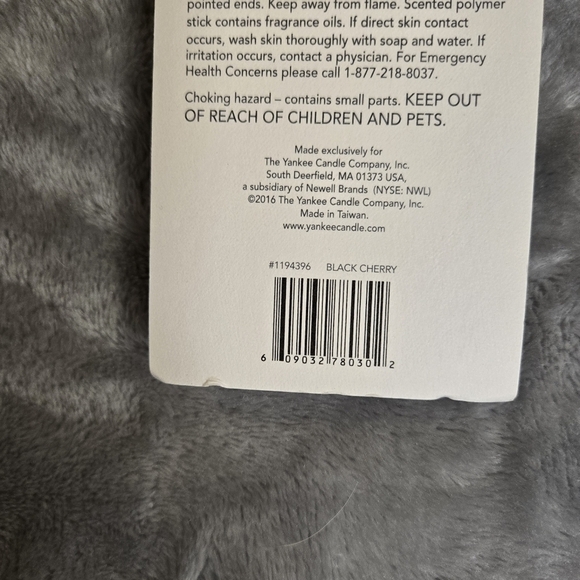 pointed ends. Keep away from flame. Scented polymer
stick contains fragrance oils. If direct skin contact
occurs, wash skin thoroughly with soap and water. If
irritation occurs, contact a physician. For Emergency
Health Concerns please call 1-877-218-8037.
Choking hazard – contains small parts. KEEP OUT
OF REACH OF CHILDREN AND PETS.
Made exclusively for
The Yankee Candle Company, Inc.
South Deerfield, MA 01373 USA,
a subsidiary of Newell Brands (NYSE: NWL)
©2016 The Yankee Candle Company, Inc.
Made in Taiwan.
www.yankeecandle.com
#1194396 BLACK CHERRY
6 09032 78030 2